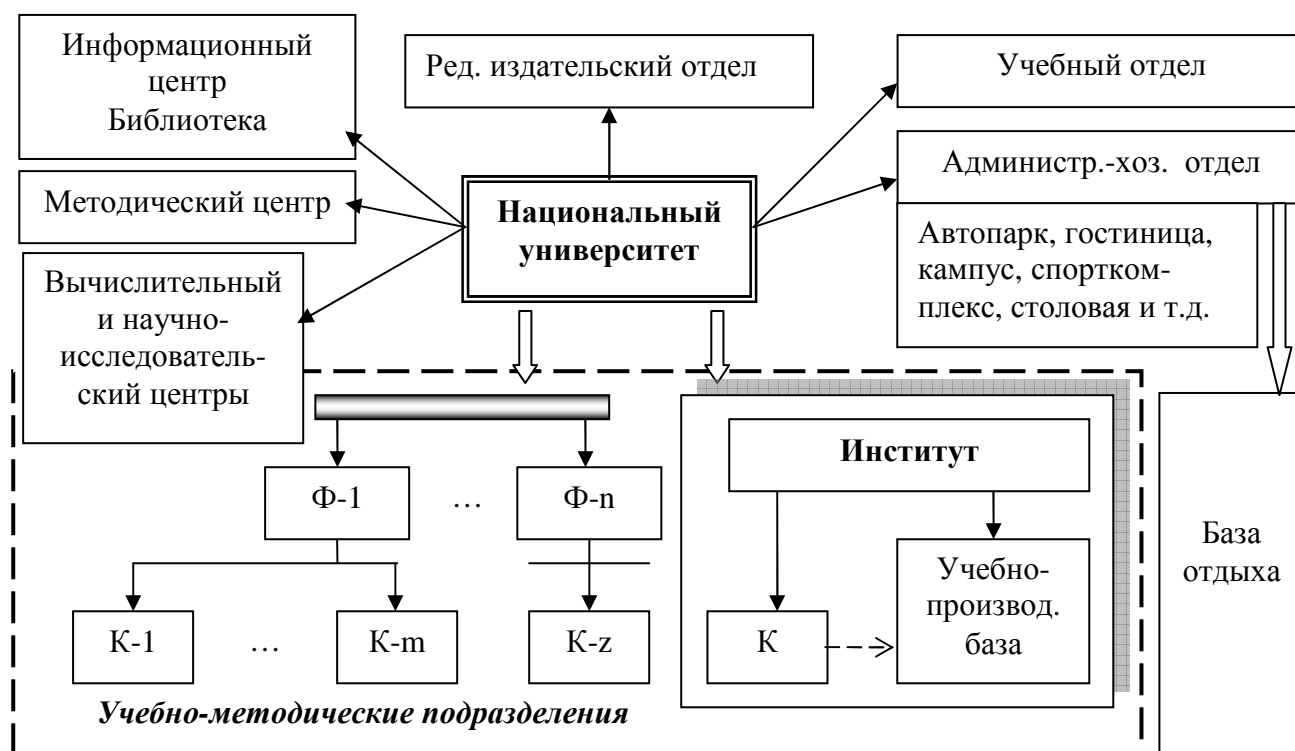 Информационный
центр
Библиотека
Ред. издательский отдел
Учебный отдел
Администр.-хоз. отдел
Методический центр
Национальный
университет
Автопарк, гостиница,
кампус, спортком-
плекс, столовая и т.д.
Вычислительный
и научно-
исследователь-
ский центры
Институт
Ф-1
...
Ф-n
База
отдыха
Учебно-
производ.
база
К-1
...
К-m
К-z
К
Учебно-методические подразделения